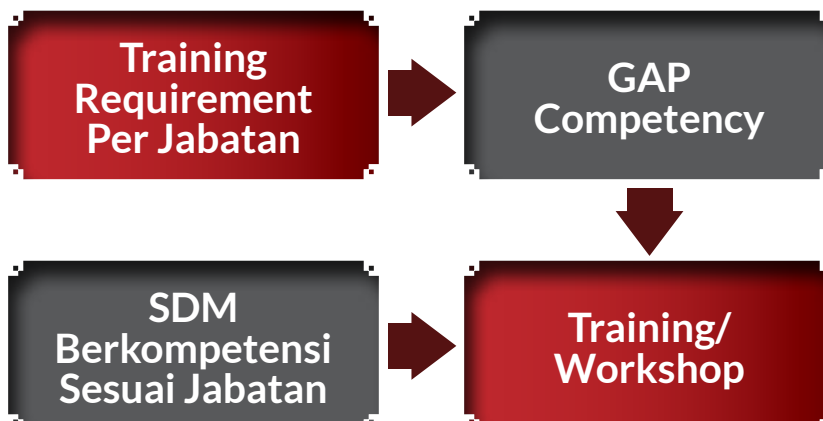 Training
Requirement
Per Jabatan
GAP
Competency
SDM
Berkompetensi
Sesuai Jabatan
Training/
Workshop